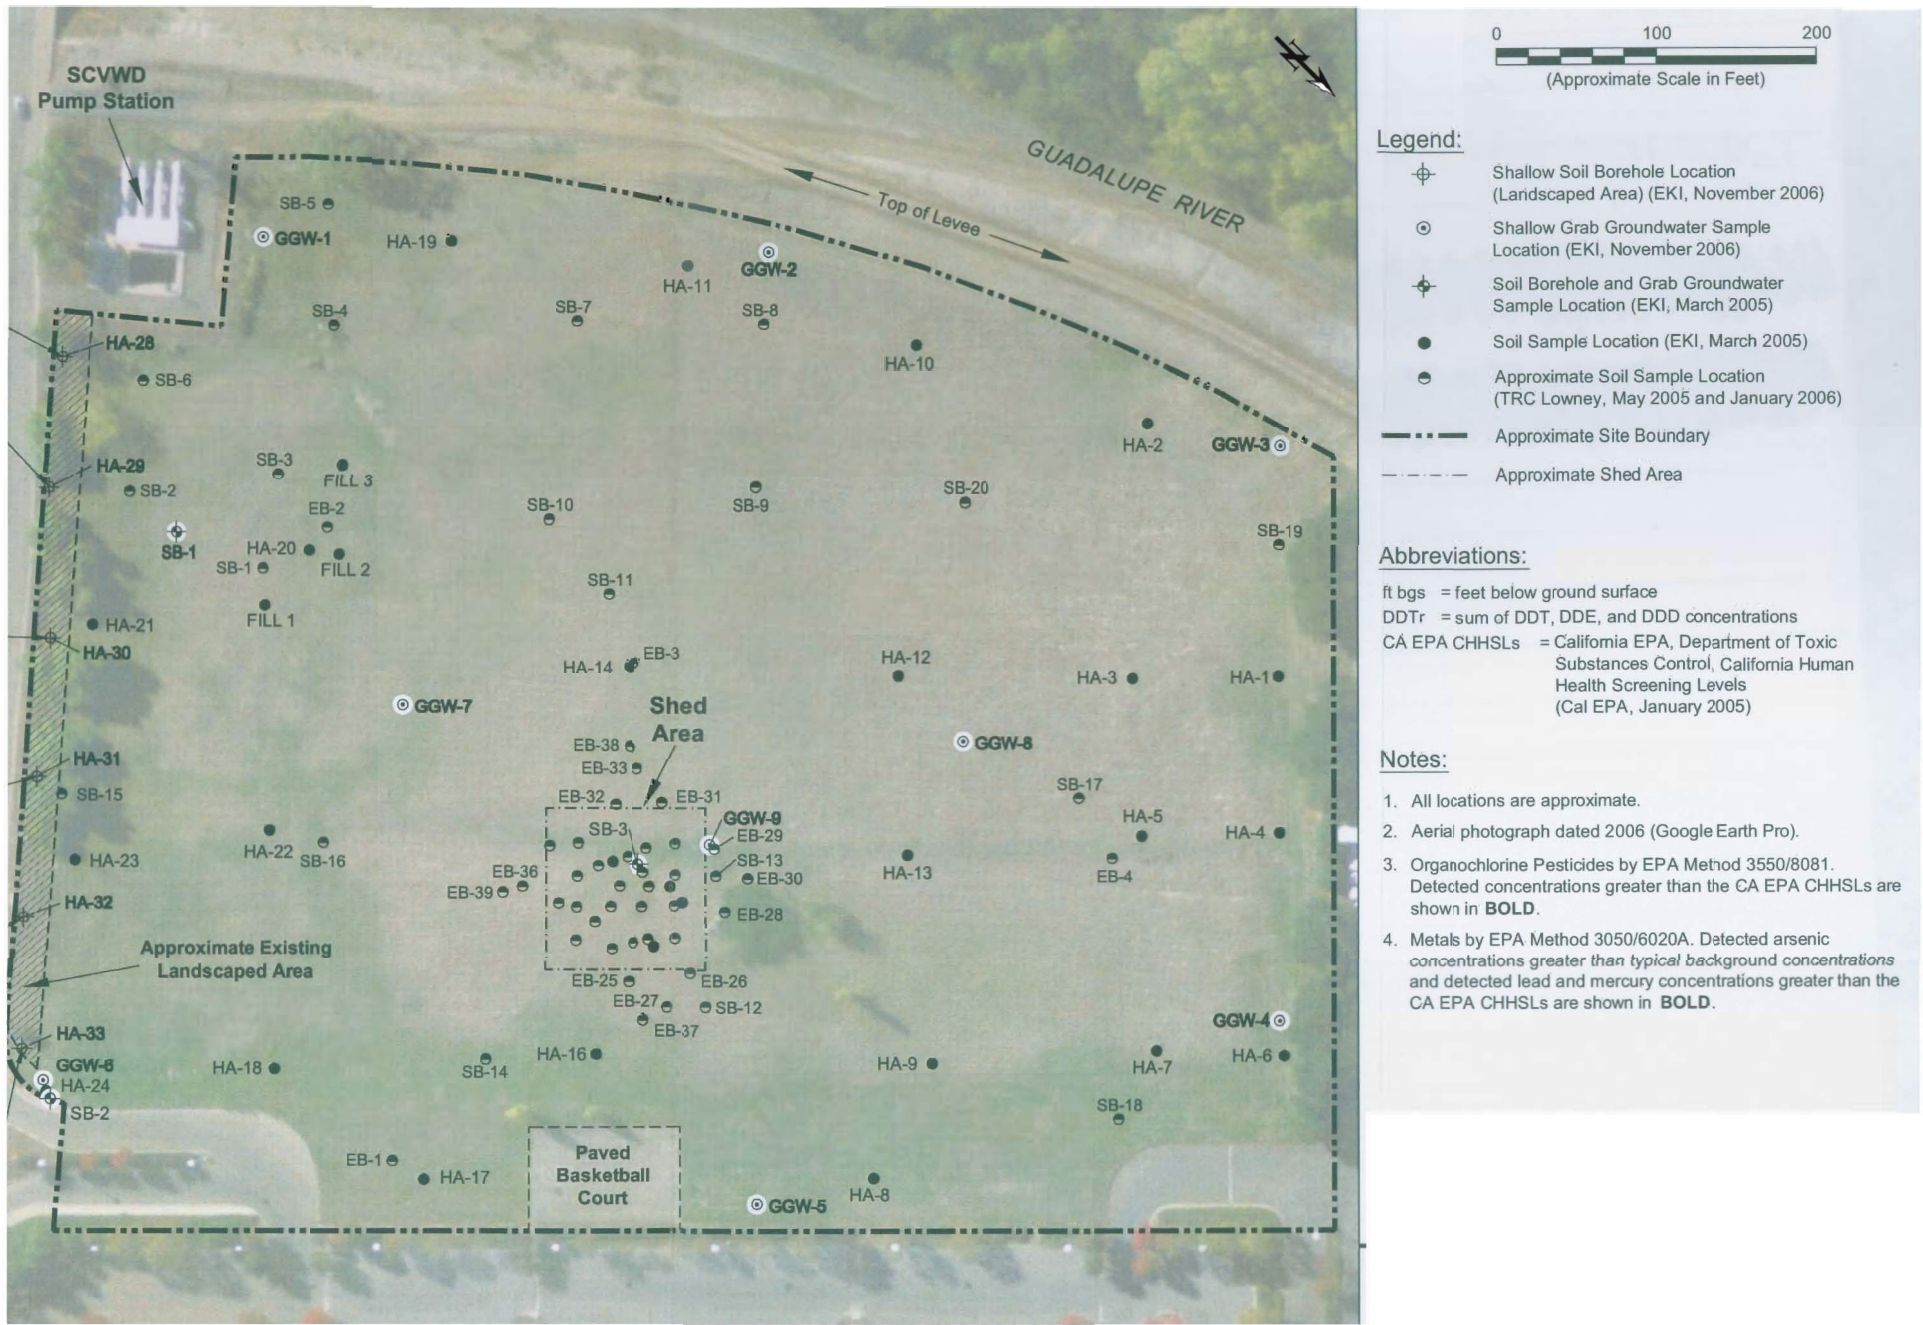 SCVWD
Pump Station
GUADALUPE RIVER
Top of Levee
SB-5
GGW-1
HA-19
GGW-2
HA-11
SB-4
SB-7
SB-8
HA-28
HA-10
SB-6
HA-2
GGW-3
HA-29
SB-3
FILL 3
SB-2
SB-10
SB-9
SB-20
EB-2
SB-19
SB-1
HA-20
SB-1
FILL 2
SB-11
FILL 1
HA-21
HA-30
HA-14
EB-3
HA-12
HA-3
HA-1
GGW-7
Shed
Area
EB-38
GGW-8
HA-31
EB-33
SB-17
SB-15
EB-32
EB-31
GGW-9
HA-5
SB-3
EB-29
HA-4
HA-22
SB-16
HA-23
SB-13
HA-13
EB-4
EB-36
EB-30
EB-39
HA-32
EB-28
Approximate Existing
Landscaped Area
EB-25
EB-26
EB-27
SB-12
GGW-4
EB-37
HA-33
HA-16
HA-6
GGW-6
HA-18
SB-14
HA-9
HA-7
HA-24
SB-2
SB-18
EB-1
HA-17
Paved
Basketball
Court
HA-8
GGW-5
0 100 200
(Approximate Scale in Feet)
Legend:
Shallow Soil Borehole Location
(Landscaped Area) (EKI, November 2006)
Shallow Grab Groundwater Sample
Location (EKI, November 2006)
Soil Borehole and Grab Groundwater
Sample Location (EKI, March 2005)
Soil Sample Location (EKI, March 2005)
Approximate Soil Sample Location
(TRC Lowney, May 2005 and January 2006)
Approximate Site Boundary
Approximate Shed Area
Abbreviations:
ft bgs = feet below ground surface
DDTr = sum of DDT, DDE, and DDD concentrations
CA EPA CHHSLs = California EPA, Department of Toxic
Substances Control, California Human
Health Screening Levels
(Cal EPA, January 2005)
Notes:
1. All locations are approximate.
2. Aerial photograph dated 2006 (Google Earth Pro).
3. Organochlorine Pesticides by EPA Method 3550/8081.
Detected concentrations greater than the CA EPA CHHSLs are
shown in BOLD.
4. Metals by EPA Method 3050/6020A. Detected arsenic
concentrations greater than typical background concentrations
and detected lead and mercury concentrations greater than the
CA EPA CHHSLs are shown in BOLD.